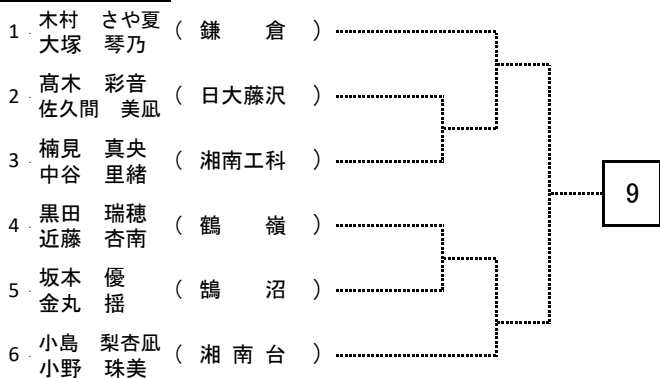 1 木村　さや夏
大塚　琴乃
（ 鎌　　倉 ）
2 髙木　彩音
佐久間　美凪
（ 日大藤沢 ）
3 楠見　真央
中谷　里緒
（ 湘南工科 ）
4 黒田　瑞穂
近藤　杏南
（ 鶴　　嶺 ）
5 坂本　優
金丸　揺
（ 鵠　　沼 ）
6 小島　梨杏凪
小野　珠美
（ 湘 南 台 ）
9